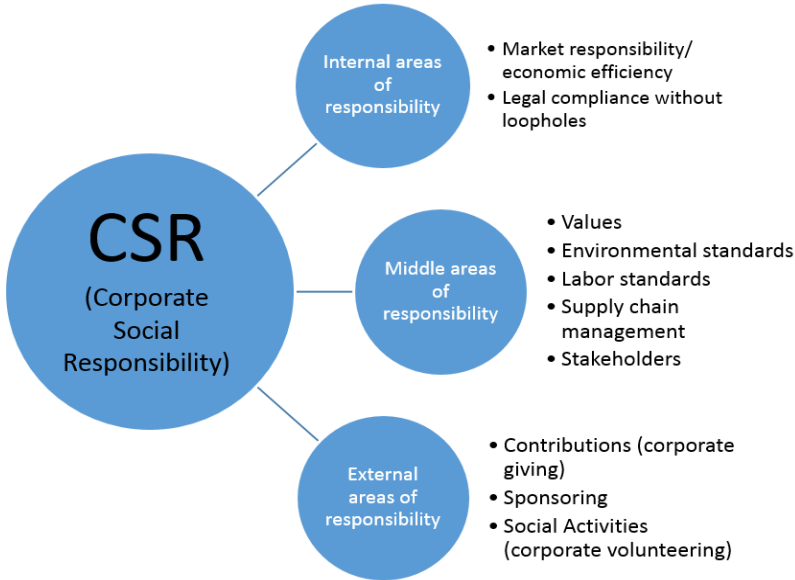 CSR
(Corporate
Social
Responsibility)
Internal areas
of
responsibility
• Market responsibility/
economic efficiency
• Legal compliance without
loopholes
Middle areas
of
responsibility
• Values
• Environmental standards
• Labor standards
• Supply chain
management
• Stakeholders
External
areas of
responsibility
• Contributions (corporate
giving)
• Sponsoring
• Social Activities
(corporate volunteering)